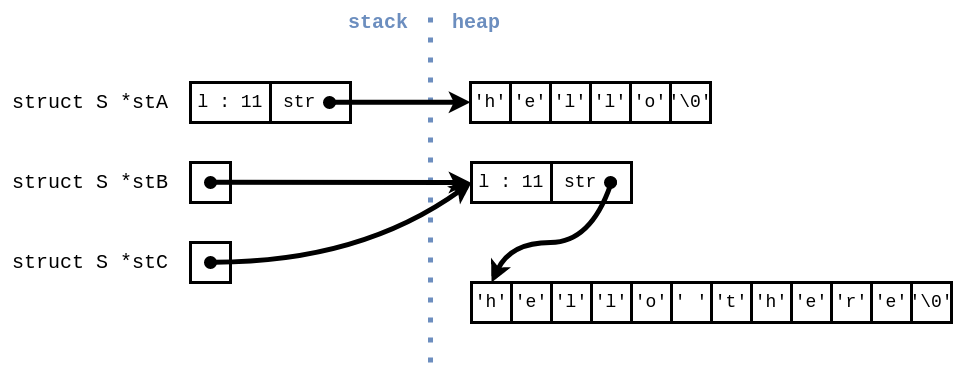 stack heap
struct S *stA l : 11 str 'h' 'e' 'l' 'l' 'o' '\0'
struct S *stB l : 11 str
struct S *stC
'h' 'e' 'l' 'l' 'o' ' ' 't' 'h' 'e' 'r' 'e' '\0'